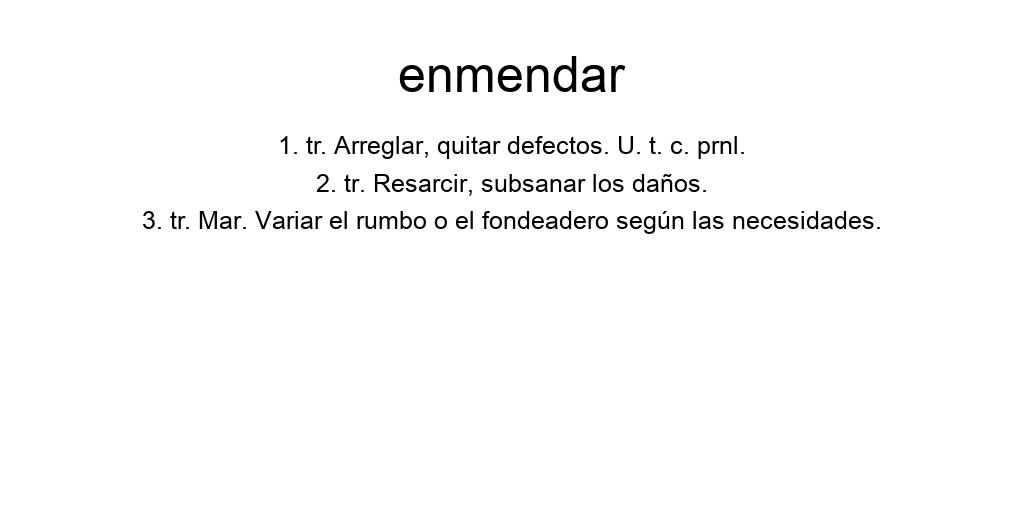 enmendar
1. tr. Arreglar, quitar defectos. U. t. c. prnl.
2. tr. Resarcir, subsanar los daños.
3. tr. Mar. Variar el rumbo o el fondeadero según las necesidades.